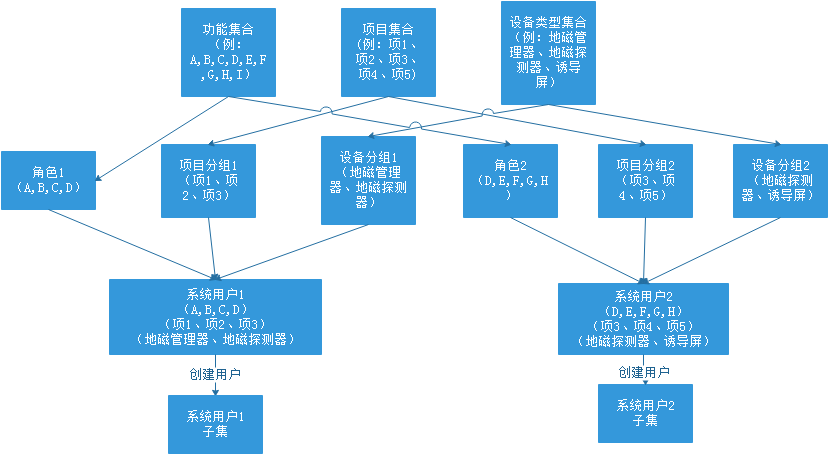 功能集合
（例：
A,B,C,D,E,F
,G,H,I）
项目集合
（例：项1、
项2、项3、
项4、项5）
设备类型集合
（例：地磁管
理器、地磁探
测器、诱导
屏）
角色1
（A,B,C,D）
项目分组1
（项1、项
2、项3）
设备分组1
（地磁管理
器、地磁探测
器）
角色2
（D,E,F,G,H
）
项目分组2
（项3、项
4、项5）
设备分组2
（地磁探测
器、诱导屏）
系统用户1
（A,B,C,D）
（项1、项2、项3）
（地磁管理器、地磁探测器）
系统用户2
（D,E,F,G,H）
（项3、项4、项5）
（地磁探测器、诱导屏）
创建用户
创建用户
系统用户1
子集
系统用户2
子集